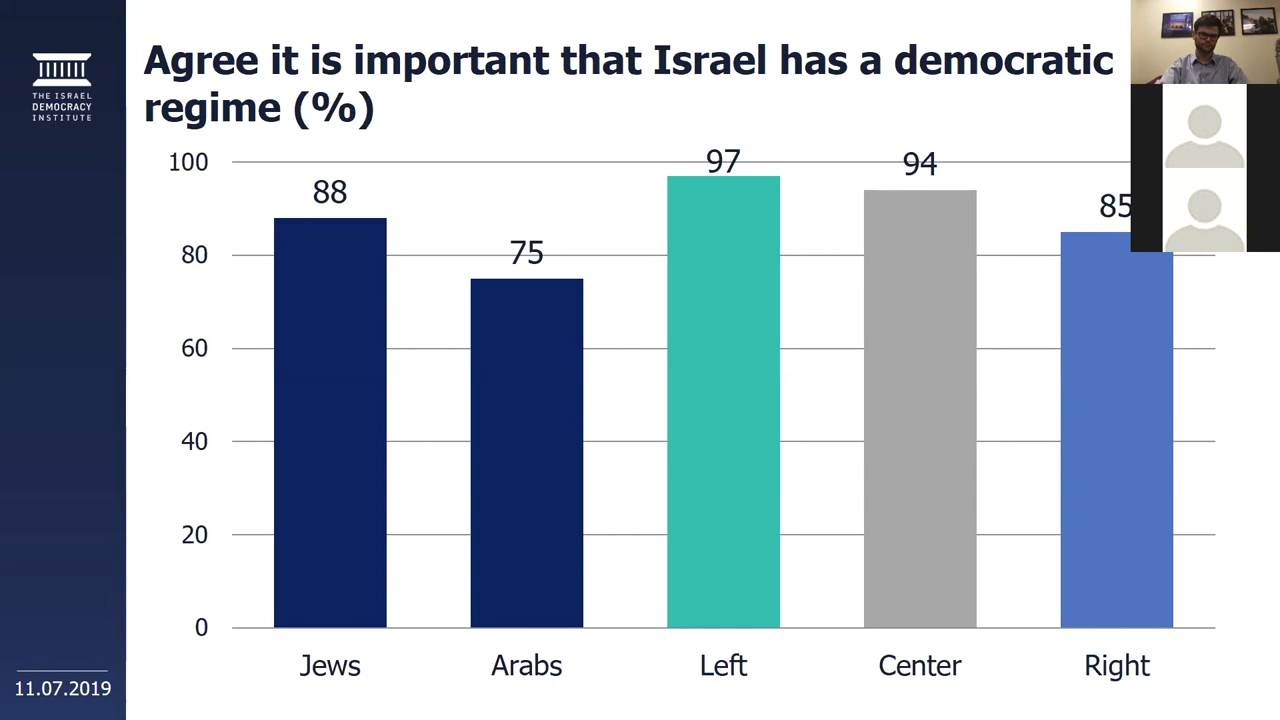 THE ISRAEL
DEMOCRACY
INSTITUTE
Agree it is important that Israel has a democratic
regime (%)
100
80
60
40
20
0
88
75
97
94
85
Jews
Arabs
Left
Center
Right
11.07.2019